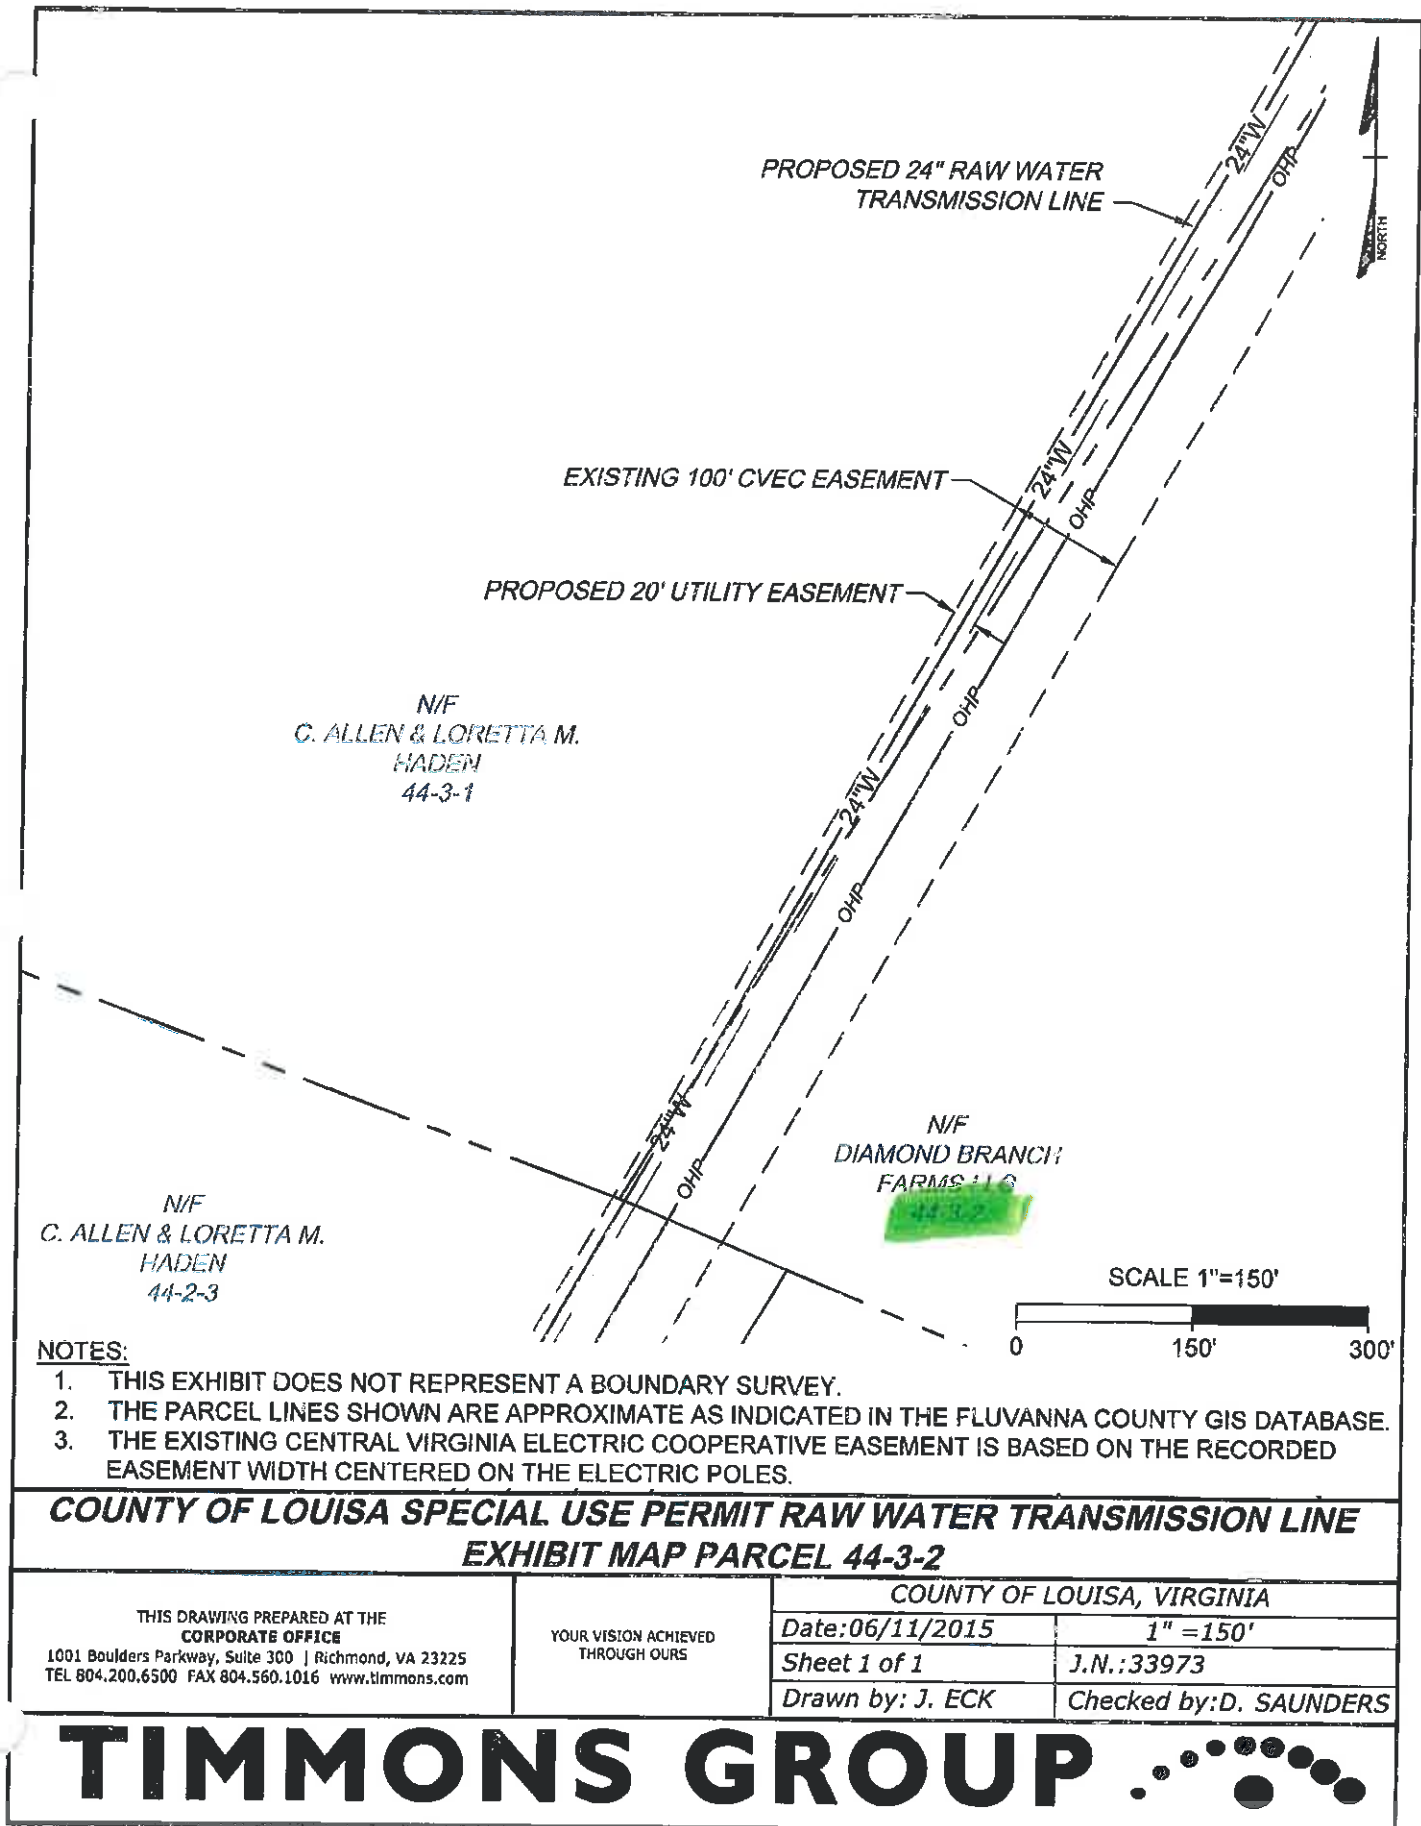 PROPOSED 24" RAW WATER
TRANSMISSION LINE
24"W
OHP
NORTH
EXISTING 100' CVEC EASEMENT
24"W
OHP
PROPOSED 20' UTILITY EASEMENT
OHP
N/F
C. ALLEN & LORETTA M.
HADEN
44-3-1
24"W
OHP
24"W
OHP
N/F
DIAMOND BRANCH
FARMS LLC
44-3-2
N/F
C. ALLEN & LORETTA M.
HADEN
44-2-3
SCALE 1"=150'
0 150' 300'
NOTES:
1. THIS EXHIBIT DOES NOT REPRESENT A BOUNDARY SURVEY.
2. THE PARCEL LINES SHOWN ARE APPROXIMATE AS INDICATED IN THE FLUVANNA COUNTY GIS DATABASE.
3. THE EXISTING CENTRAL VIRGINIA ELECTRIC COOPERATIVE EASEMENT IS BASED ON THE RECORDED
EASEMENT WIDTH CENTERED ON THE ELECTRIC POLES.
COUNTY OF LOUISA SPECIAL USE PERMIT RAW WATER TRANSMISSION LINE
EXHIBIT MAP PARCEL 44-3-2
THIS DRAWING PREPARED AT THE
CORPORATE OFFICE
1001 Boulders Parkway, Suite 300 | Richmond, VA 23225
TEL 804.200.6500 FAX 804.560.1016 www.timmons.com
YOUR VISION ACHIEVED
THROUGH OURS
COUNTY OF LOUISA, VIRGINIA
Date:06/11/2015 1" =150'
Sheet 1 of 1 J.N.:33973
Drawn by: J. ECK Checked by:D. SAUNDERS
TIMMONS GROUP